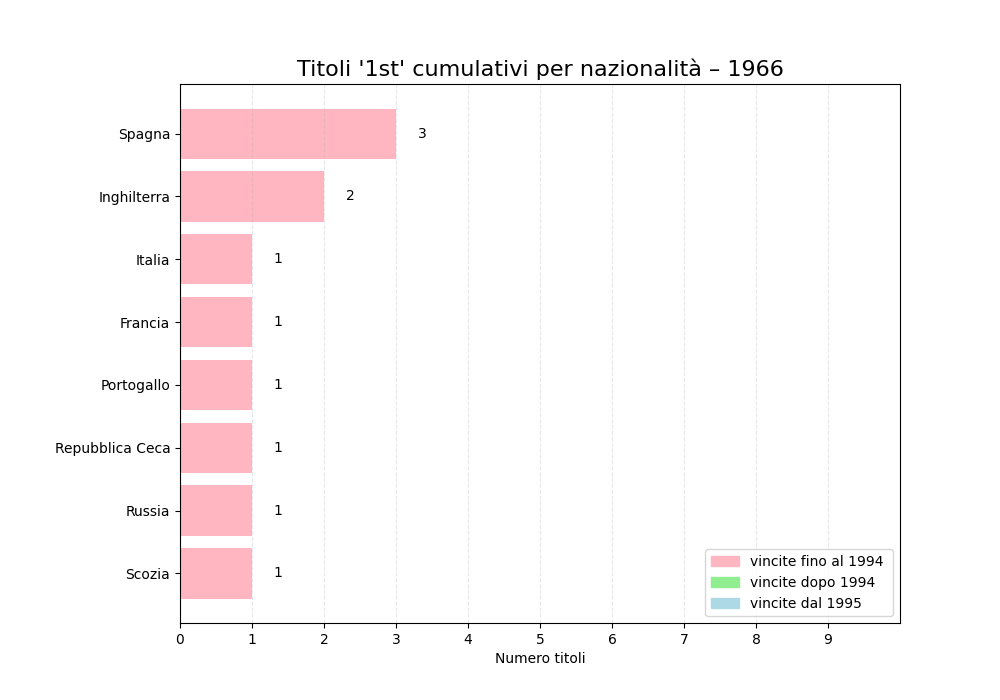 Titoli '1st' cumulativi per nazionalità – 1966
Spagna 3
Inghilterra 2
Italia 1
Francia 1
Portogallo 1
Repubblica Ceca 1
Russia 1
Scozia 1
vincite fino al 1994
vincite dopo 1994
vincite dal 1995
0 1 2 3 4 5 6 7 8 9
Numero titoli